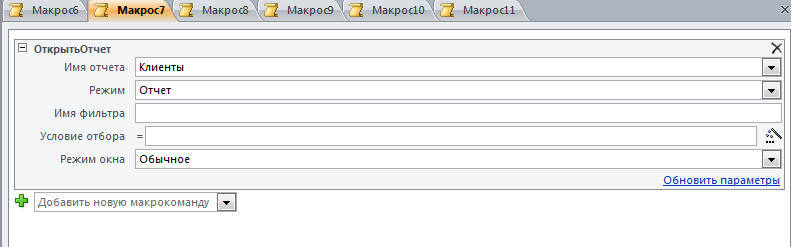 Макрос6 Макрос7 Макрос8 Макрос9 Макрос10 Макрос11
ОткрытьОтчет
Имя отчета Клиенты
Режим Отчет
Имя фильтра
Условие отбора =
Режим окна Обычное
Обновить параметры
Добавить новую макрокоманду